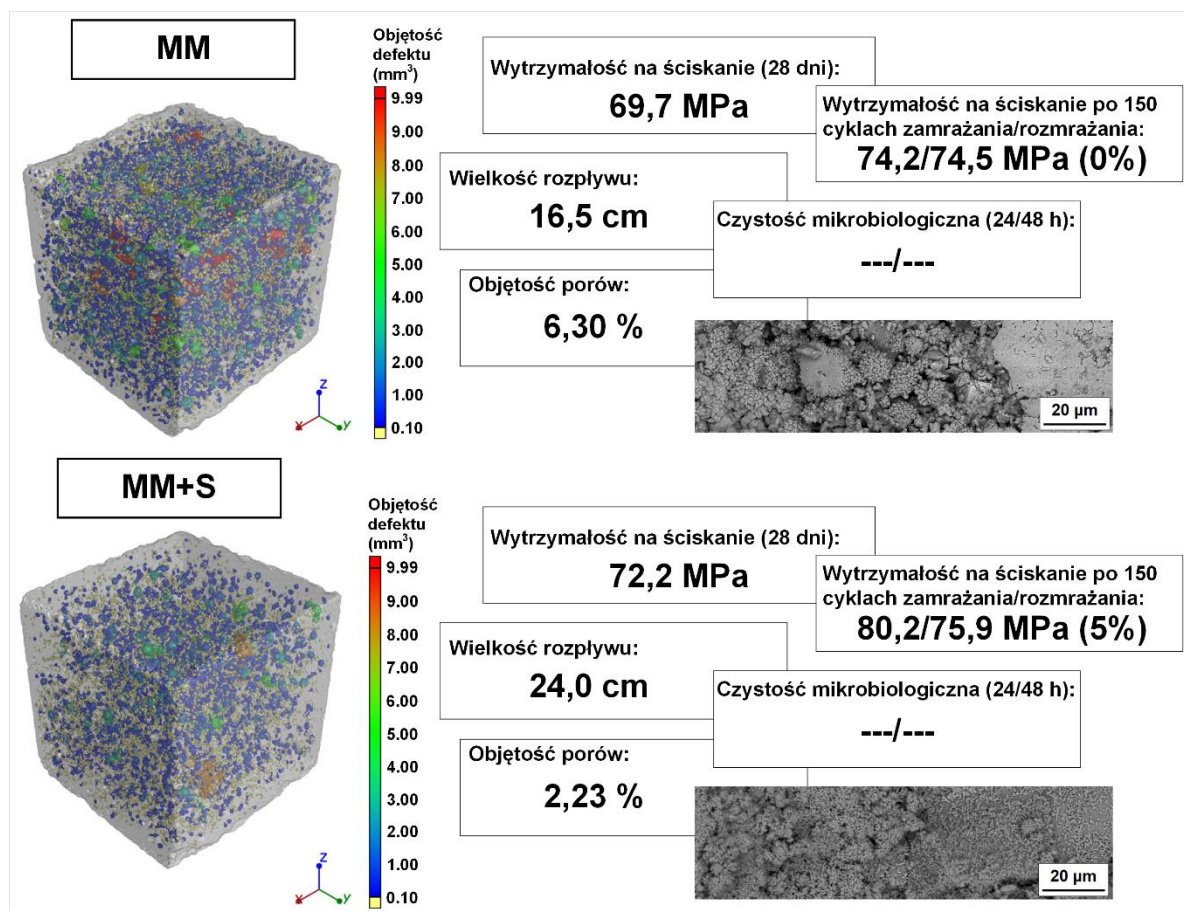 MM
Objętość
defektu
(mm³)
9.99
9.00
8.00
7.00
6.00
5.00
4.00
3.00
2.00
1.00
0.10
z
x
y
Wytrzymałość na ściskanie (28 dni):
69,7 MPa
Wytrzymałość na ściskanie po 150
cyklach zamrażania/rozmrażania:
74,2/74,5 MPa (0%)
Wielkość rozpływu:
16,5 cm
Czystość mikrobiologiczna (24/48 h):
---/---
Objętość porów:
6,30 %
20 µm
MM+S
Objętość
defektu
(mm³)
9.99
9.00
8.00
7.00
6.00
5.00
4.00
3.00
2.00
1.00
0.10
z
x
y
Wytrzymałość na ściskanie (28 dni):
72,2 MPa
Wytrzymałość na ściskanie po 150
cyklach zamrażania/rozmrażania:
80,2/75,9 MPa (5%)
Wielkość rozpływu:
24,0 cm
Czystość mikrobiologiczna (24/48 h):
---/---
Objętość porów:
2,23 %
20 µm